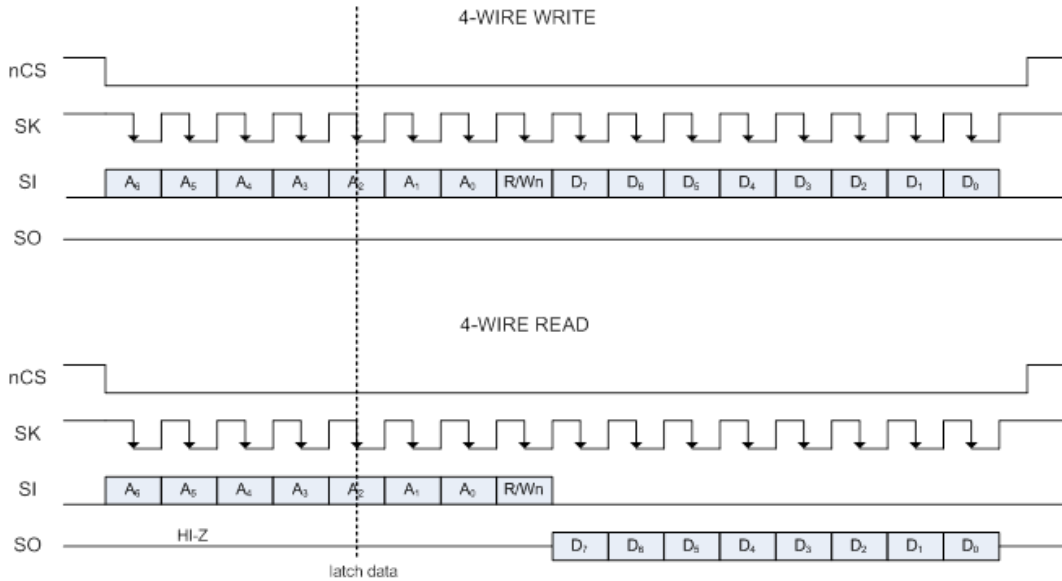 4-WIRE WRITE
nCS
SK
SI A₆ A₅ A₄ A₃ A₂ A₁ A₀ R/Wn D₇ D₆ D₅ D₄ D₃ D₂ D₁ D₀
SO
4-WIRE READ
nCS
SK
SI A₆ A₅ A₄ A₃ A₂ A₁ A₀ R/Wn
SO HI-Z D₇ D₆ D₅ D₄ D₃ D₂ D₁ D₀
latch data